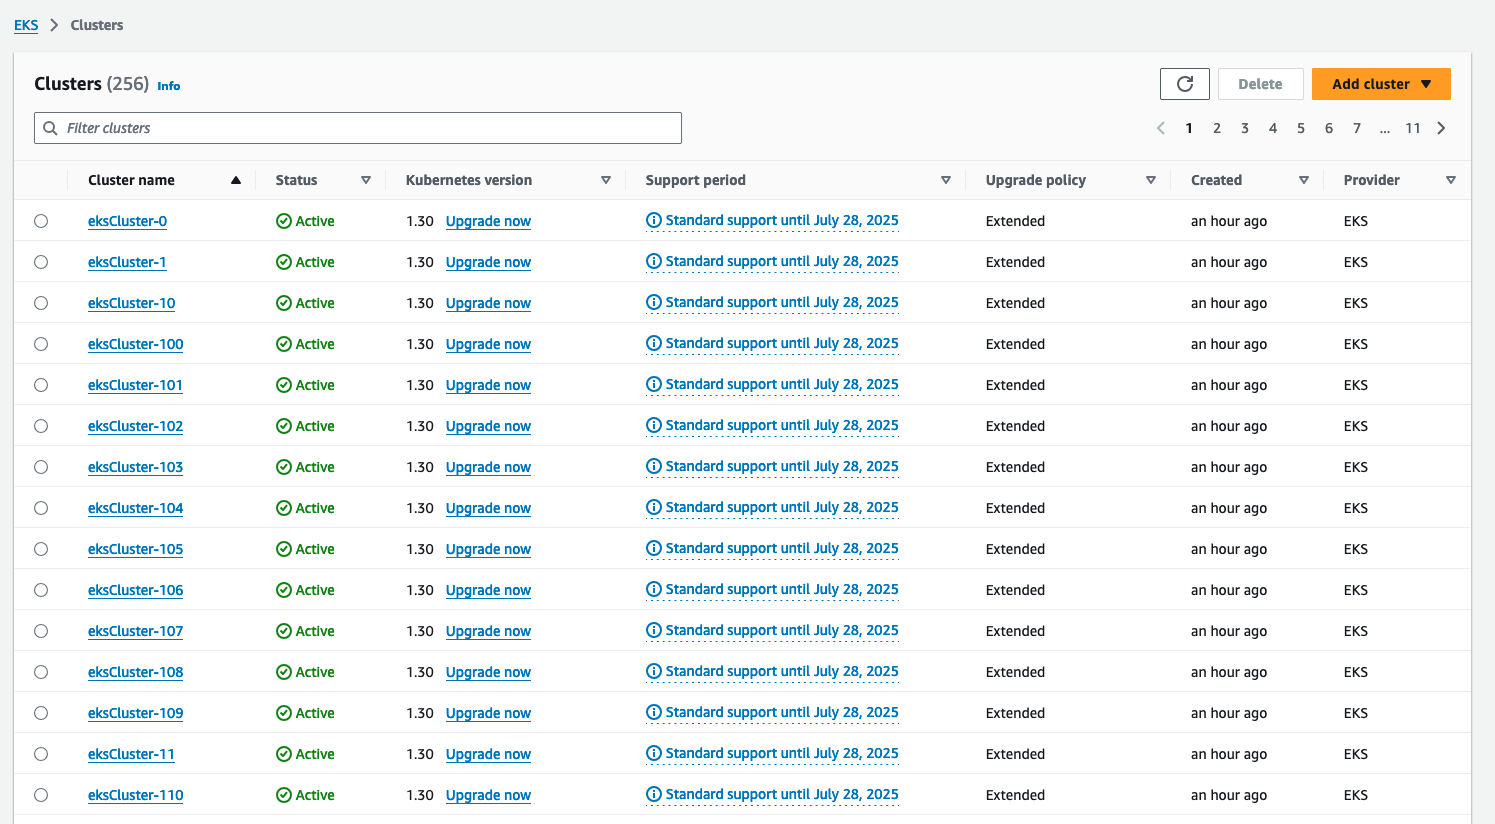 EKS > Clusters
Clusters (256) Info
Delete
Add cluster
Filter clusters
1 2 3 4 5 6 7 ... 11
Cluster name Status Kubernetes version Support period Upgrade policy Created Provider
eksCluster-0 Active 1.30 Upgrade now Standard support until July 28, 2025 Extended an hour ago EKS
eksCluster-1 Active 1.30 Upgrade now Standard support until July 28, 2025 Extended an hour ago EKS
eksCluster-10 Active 1.30 Upgrade now Standard support until July 28, 2025 Extended an hour ago EKS
eksCluster-100 Active 1.30 Upgrade now Standard support until July 28, 2025 Extended an hour ago EKS
eksCluster-101 Active 1.30 Upgrade now Standard support until July 28, 2025 Extended an hour ago EKS
eksCluster-102 Active 1.30 Upgrade now Standard support until July 28, 2025 Extended an hour ago EKS
eksCluster-103 Active 1.30 Upgrade now Standard support until July 28, 2025 Extended an hour ago EKS
eksCluster-104 Active 1.30 Upgrade now Standard support until July 28, 2025 Extended an hour ago EKS
eksCluster-105 Active 1.30 Upgrade now Standard support until July 28, 2025 Extended an hour ago EKS
eksCluster-106 Active 1.30 Upgrade now Standard support until July 28, 2025 Extended an hour ago EKS
eksCluster-107 Active 1.30 Upgrade now Standard support until July 28, 2025 Extended an hour ago EKS
eksCluster-108 Active 1.30 Upgrade now Standard support until July 28, 2025 Extended an hour ago EKS
eksCluster-109 Active 1.30 Upgrade now Standard support until July 28, 2025 Extended an hour ago EKS
eksCluster-11 Active 1.30 Upgrade now Standard support until July 28, 2025 Extended an hour ago EKS
eksCluster-110 Active 1.30 Upgrade now Standard support until July 28, 2025 Extended an hour ago EKS